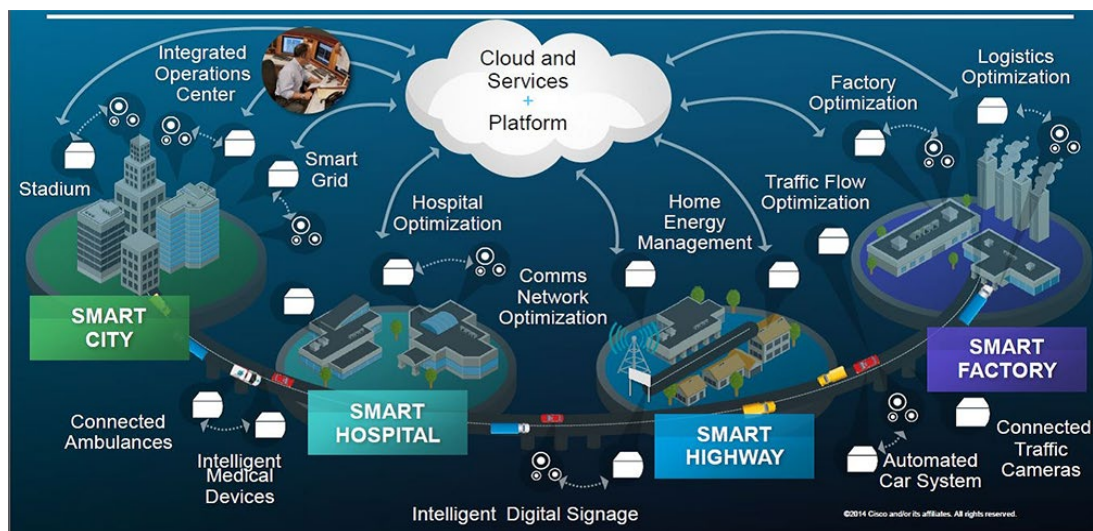 Integrated
Operations
Center
Cloud and
Services
+
Platform
Logistics
Optimization
Factory
Optimization
Stadium
Smart
Grid
Hospital
Optimization
Home
Energy
Management
Traffic Flow
Optimization
Comms
Network
Optimization
SMART
CITY
SMART
HOSPITAL
SMART
HIGHWAY
SMART
FACTORY
Connected
Ambulances
Intelligent
Medical
Devices
Intelligent Digital Signage
Automated
Car System
Connected
Traffic
Cameras
©2014 Cisco and/or its affiliates. All rights reserved.